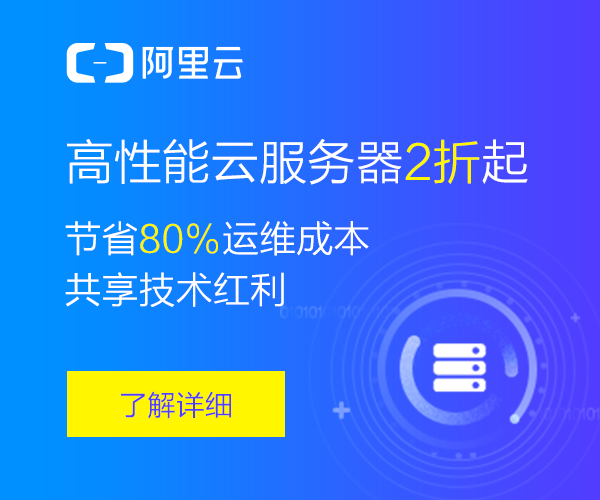 阿里云
高性能云服务器2折起
节省80%运维成本
共享技术红利
了解详细